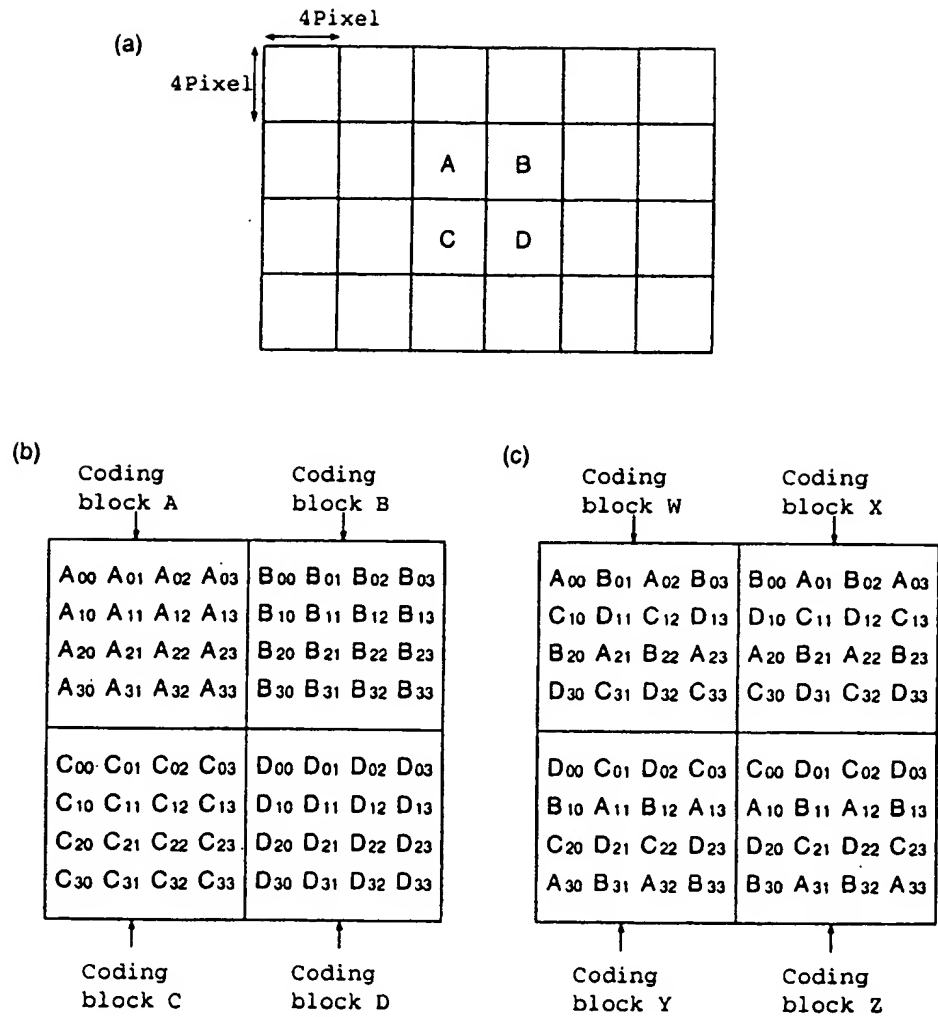 (a)
4Pixel
4Pixel
A B
C D
(b)
Coding block A
Coding block B
A00 A01 A02 A03 B00 B01 B02 B03
A10 A11 A12 A13 B10 B11 B12 B13
A20 A21 A22 A23 B20 B21 B22 B23
A30 A31 A32 A33 B30 B31 B32 B33
C00 C01 C02 C03 D00 D01 D02 D03
C10 C11 C12 C13 D10 D11 D12 D13
C20 C21 C22 C23 D20 D21 D22 D23
C30 C31 C32 C33 D30 D31 D32 D33
Coding block C
Coding block D
(c)
Coding block W
Coding block X
A00 B01 A02 B03 B00 A01 B02 A03
C10 D11 C12 D13 D10 C11 D12 C13
B20 A21 B22 A23 A20 B21 A22 B23
D30 C31 D32 C33 C30 D31 C32 D33
D00 C01 D02 C03 C00 D01 C02 D03
B10 A11 B12 A13 A10 B11 A12 B13
C20 D21 C22 D23 D20 C21 D22 C23
A30 B31 A32 B33 B30 A31 B32 A33
Coding block Y
Coding block Z